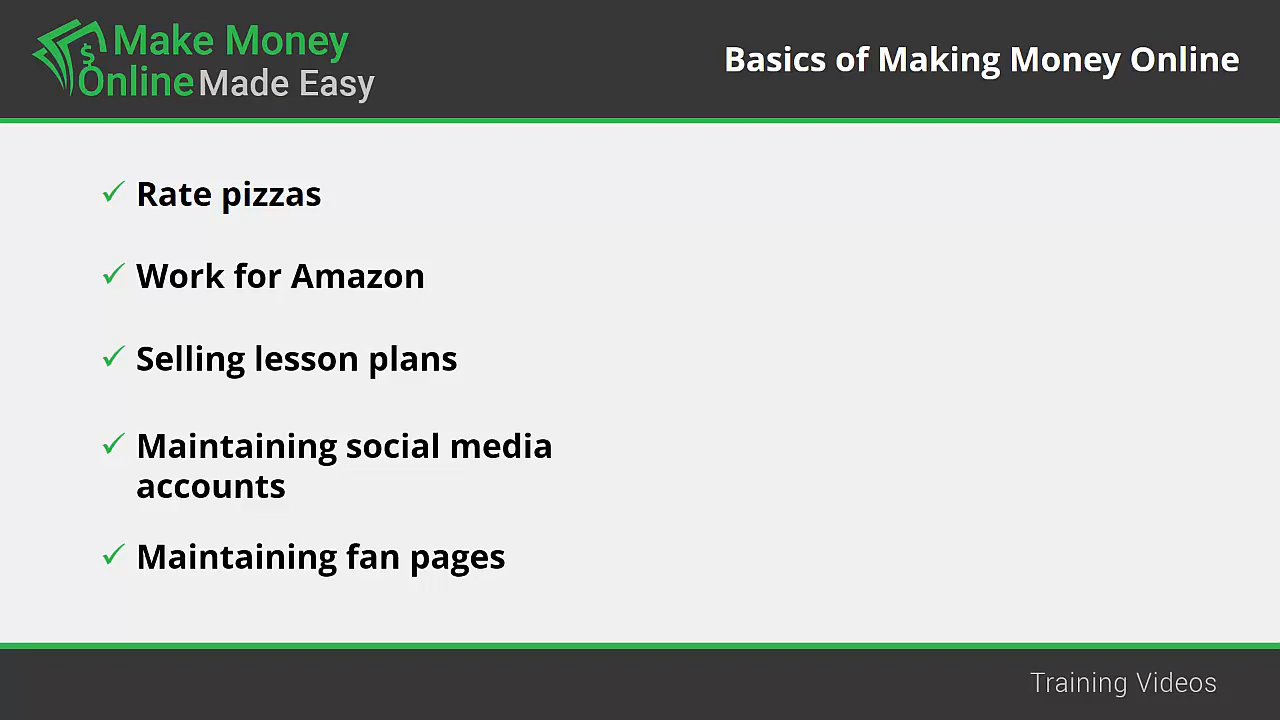 Make Money
Online Made Easy
Basics of Making Money Online
Rate pizzas
Work for Amazon
Selling lesson plans
Maintaining social media
accounts
Maintaining fan pages
Training Videos